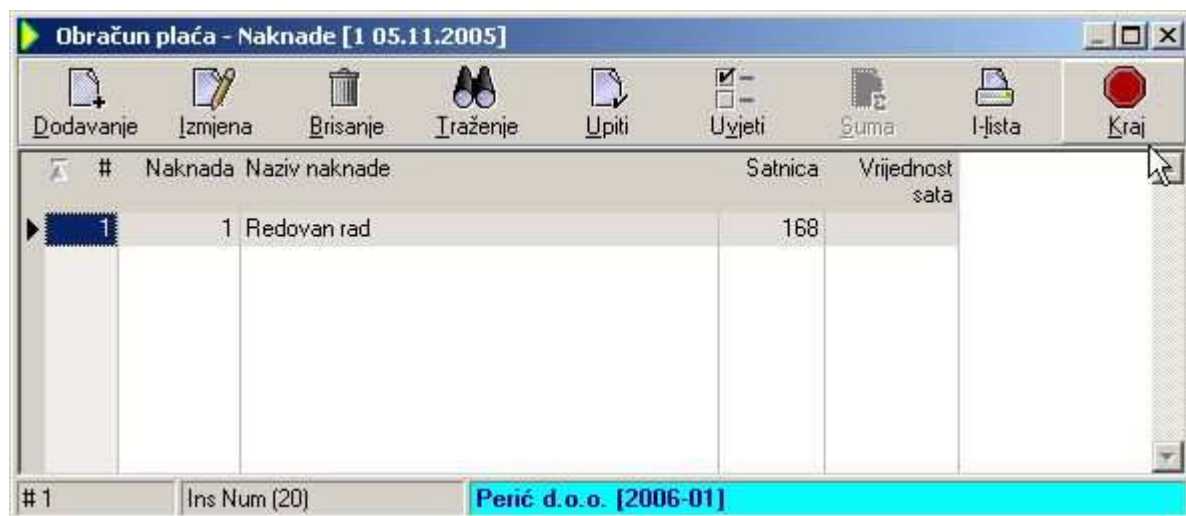 Obračun plaća - Naknade [1 05.11.2005]
Dodavanje Izmjena Brisanje Traženje Upiti Uvjeti Suma I-lista Kraj
# Naknada Naziv naknade Satnica Vrijednost sata
1 1 Redovan rad 168
# 1 Ins Num (20) Perić d.o.o. [2006-01]